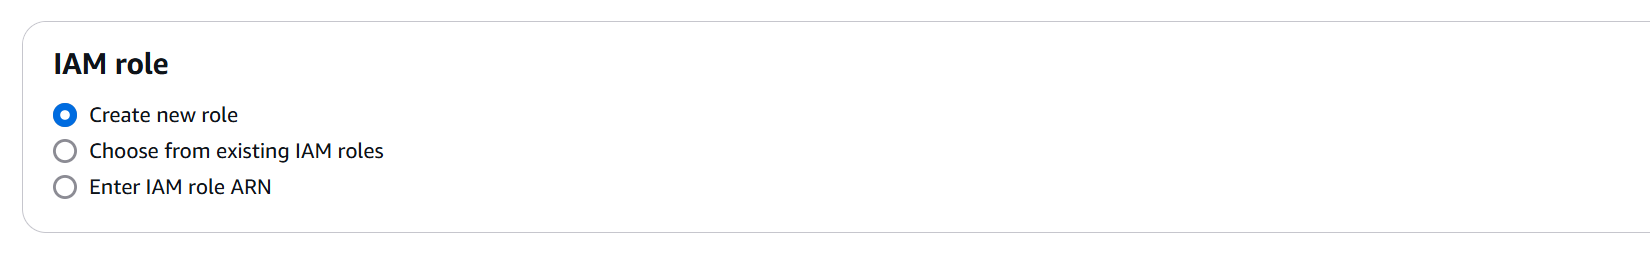 IAM role
Create new role
Choose from existing IAM roles
Enter IAM role ARN